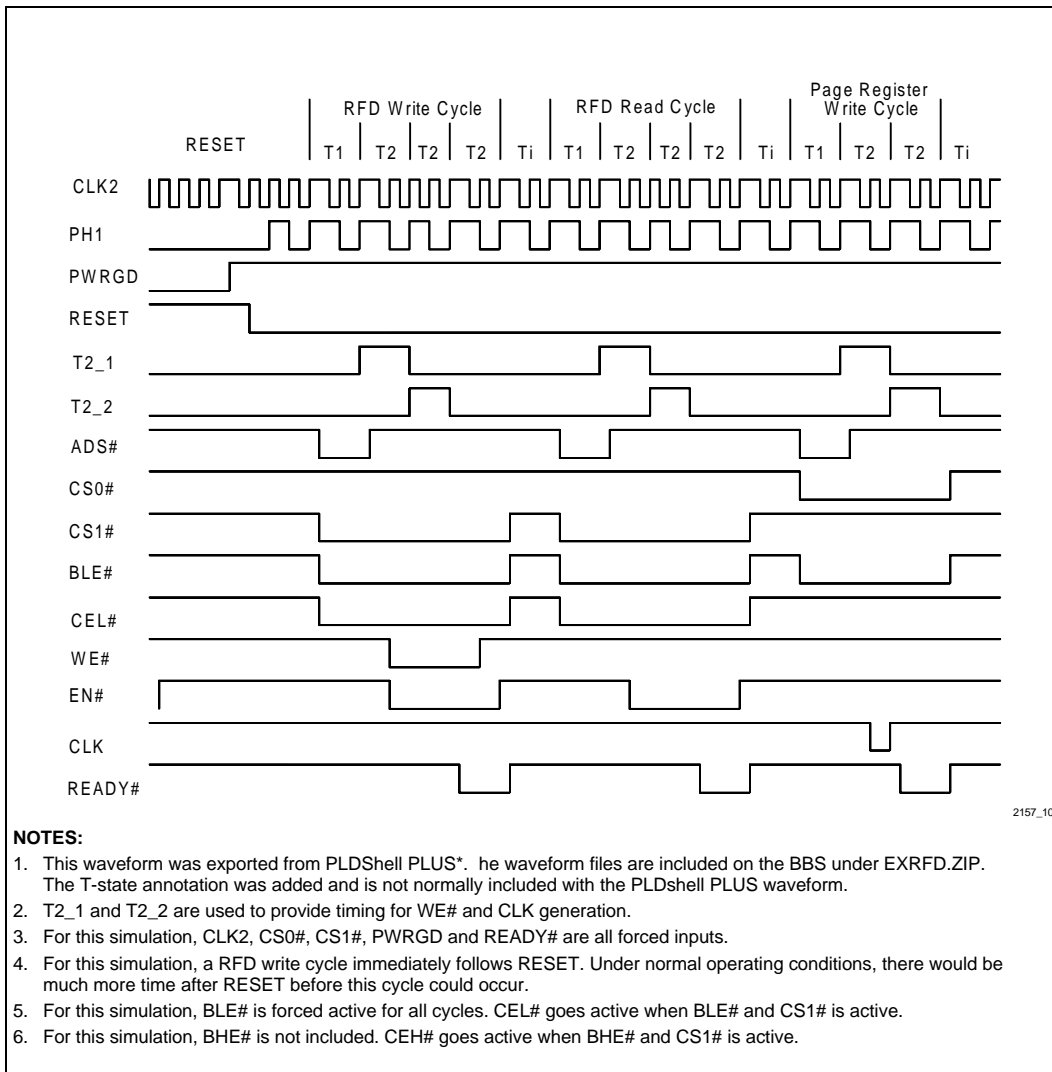 Page Register
RFD Write Cycle RFD Read Cycle Write Cycle
RESET T1 T2 T2 T2 Ti T1 T2 T2 T2 Ti T1 T2 T2 Ti
CLK2
PH1
PWRGD
RESET
T2_1
T2_2
ADS#
CS0#
CS1#
BLE#
CEL#
WE#
EN#
CLK
READY#
2157_10
NOTES:
1. This waveform was exported from PLDShell PLUS*. he waveform files are included on the BBS under EXRFD.ZIP.
The T-state annotation was added and is not normally included with the PLDshell PLUS waveform.
2. T2_1 and T2_2 are used to provide timing for WE# and CLK generation.
3. For this simulation, CLK2, CS0#, CS1#, PWRGD and READY# are all forced inputs.
4. For this simulation, a RFD write cycle immediately follows RESET. Under normal operating conditions, there would be
much more time after RESET before this cycle could occur.
5. For this simulation, BLE# is forced active for all cycles. CEL# goes active when BLE# and CS1# is active.
6. For this simulation, BHE# is not included. CEH# goes active when BHE# and CS1# is active.